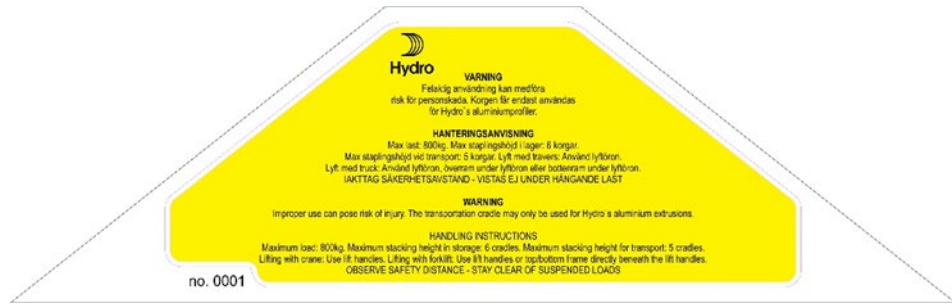 Hydro
VARNING
Felaktig användning kan medföra
risk för personskada. Korgen får endast användas
för Hydro´s aluminiumprofiler.
HANTERINGSANVISNING
Max last: 800kg. Max staplingshöjd i lager: 6 korgar.
Max staplingshöjd vid transport: 5 korgar. Lyft med travers: Använd lyftöron.
Lyft med truck: Använd lyftöron, överram under lyftöron eller bottenram under lyftöron.
IAKTTAG SÄKERHETSAVSTAND - VISTAS EJ UNDER HÄNGANDE LAST
WARNING
Improper use can pose risk of injury. The transportation cradle may only be used for Hydro´s aluminium extrusions.
HANDLING INSTRUCTIONS
Maximum load: 800kg. Maximum stacking height in storage: 6 cradles. Maximum stacking height for transport: 5 cradles.
Lifting with crane: Use lift handles. Lifting with forklift: Use lift handles or top/bottom frame directly beneath the lift handles.
OBSERVE SAFETY DISTANCE - STAY CLEAR OF SUSPENDED LOADS
no. 0001